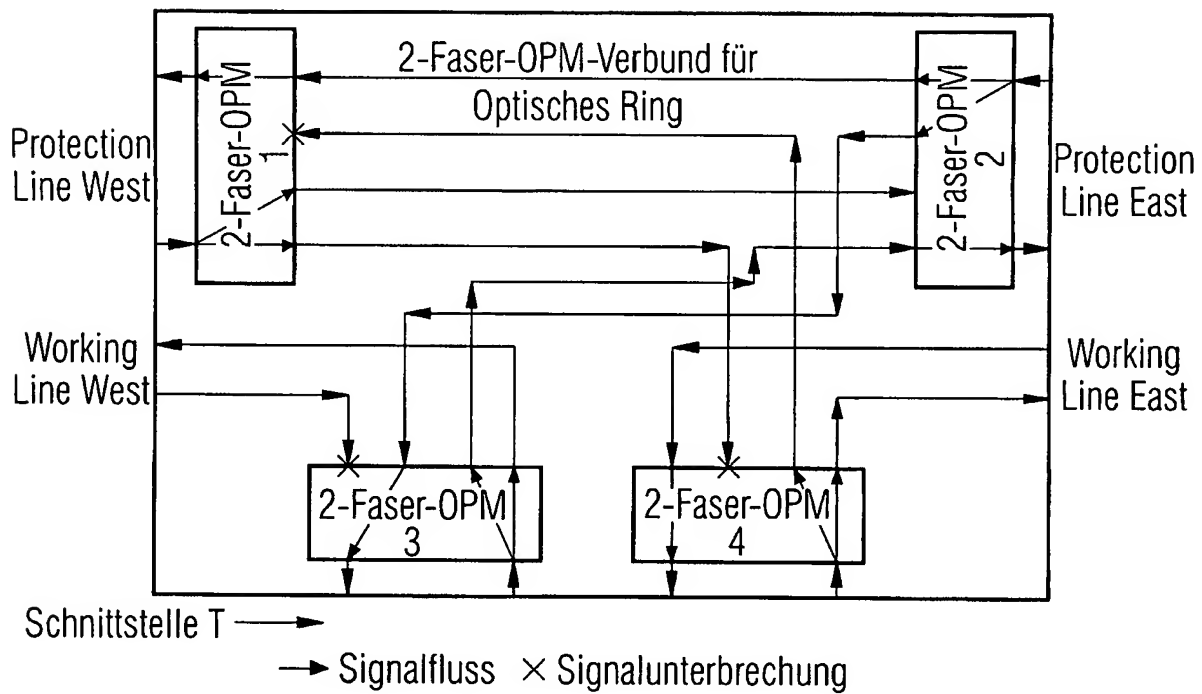 2-Faser-OPM-Verbund für
Optisches Ring
2-Faser-OPM
1
2-Faser-OPM
2
Protection
Line West
Protection
Line East
Working
Line West
Working
Line East
2-Faser-OPM
3
2-Faser-OPM
4
Schnittstelle T
Signalfluss × Signalunterbrechung